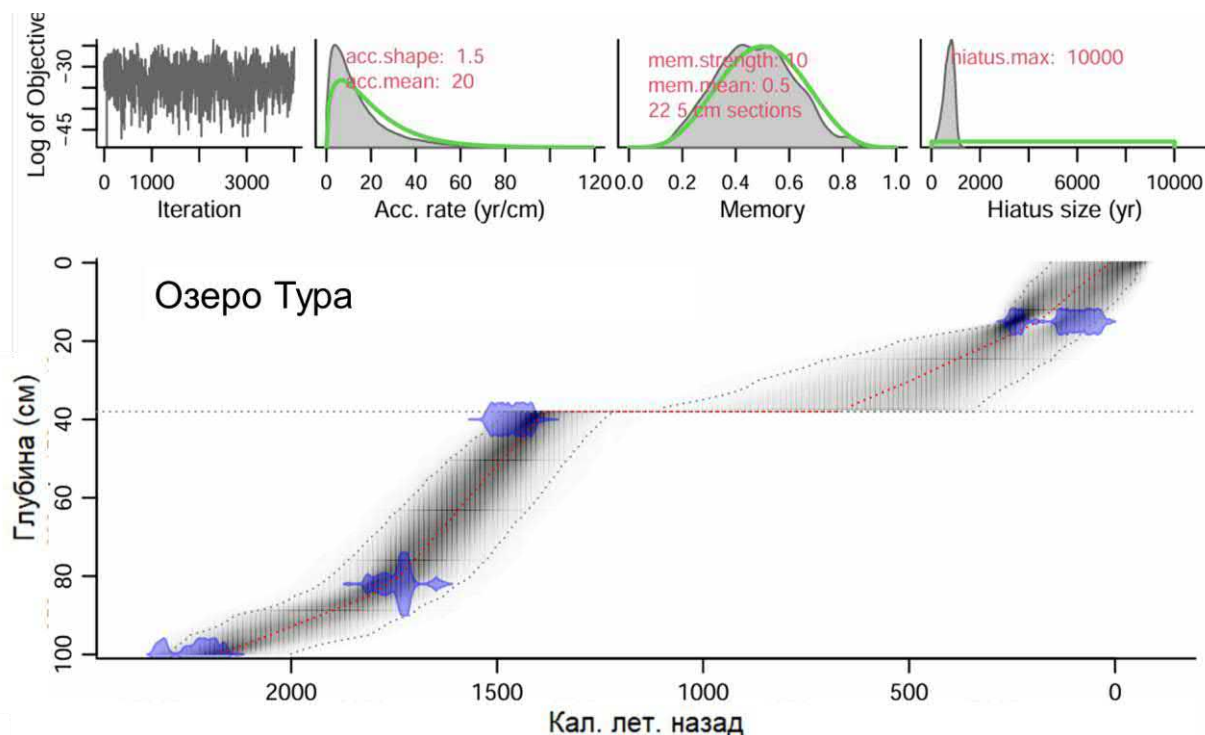 Log of Objective
-30
-45
0 1000 3000
Iteration
acc.shape: 1.5
acc.mean: 20
0 20 40 60 80 120
Acc. rate (yr/cm)
mem.strength: 10
mem.mean: 0.5
22 5 cm sections
0.0 0.2 0.4 0.6 0.8 1.0
Memory
hiatus.max: 10000
0 2000 6000 10000
Hiatus size (yr)
Озеро Тура
Глубина (см)
0
20
40
60
80
100
2000 1500 1000 500 0
Кал. лет. назад